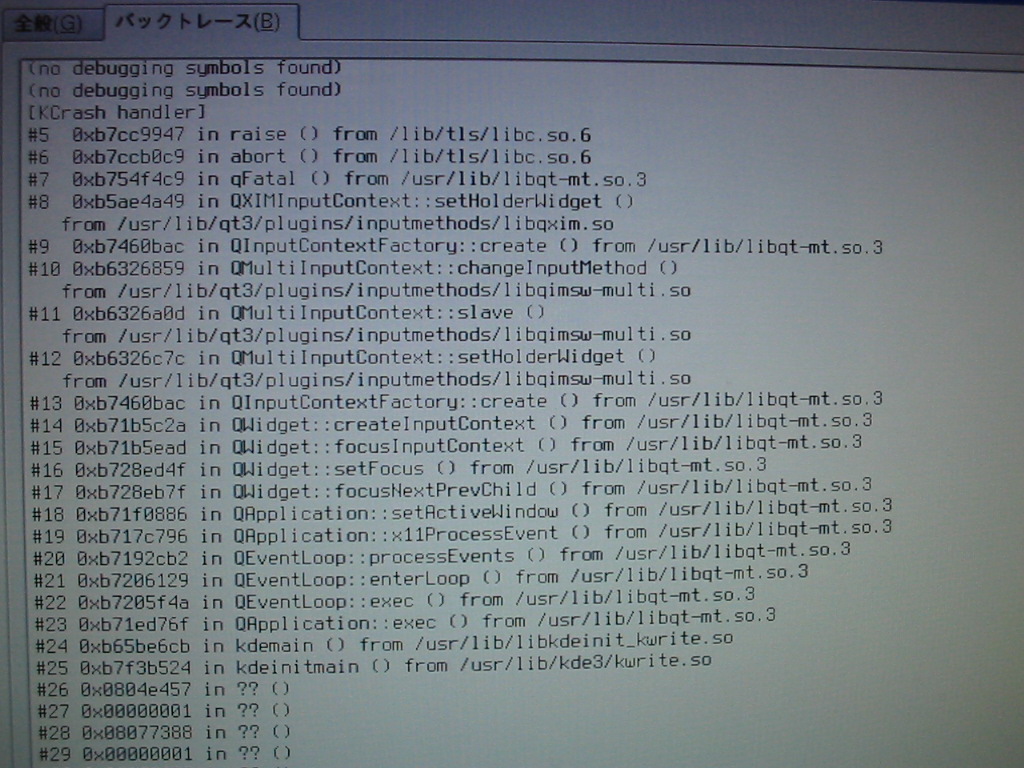 全般(G) バックトレース(B)
(no debugging symbols found)
(no debugging symbols found)
[KCrash handler]
#5 0xb7cc9947 in raise () from /lib/tls/libc.so.6
#6 0xb7ccb0c9 in abort () from /lib/tls/libc.so.6
#7 0xb754f4c9 in qFatal () from /usr/lib/libqt-mt.so.3
#8 0xb5ae4a49 in QXIMInputContext::setHolderWidget ()
from /usr/lib/qt3/plugins/inputmethods/libqxim.so
#9 0xb7460bac in QInputContextFactory::create () from /usr/lib/libqt-mt.so.3
#10 0xb6326859 in QMultiInputContext::changeInputMethod ()
from /usr/lib/qt3/plugins/inputmethods/libqimsw-multi.so
#11 0xb6326a0d in QMultiInputContext::slave ()
from /usr/lib/qt3/plugins/inputmethods/libqimsw-multi.so
#12 0xb6326c7c in QMultiInputContext::setHolderWidget ()
from /usr/lib/qt3/plugins/inputmethods/libqimsw-multi.so
#13 0xb7460bac in QInputContextFactory::create () from /usr/lib/libqt-mt.so.3
#14 0xb71b5c2a in QWidget::createInputContext () from /usr/lib/libqt-mt.so.3
#15 0xb71b5ead in QWidget::focusInputContext () from /usr/lib/libqt-mt.so.3
#16 0xb728ed4f in QWidget::setFocus () from /usr/lib/libqt-mt.so.3
#17 0xb728eb7f in QWidget::focusNextPrevChild () from /usr/lib/libqt-mt.so.3
#18 0xb71f0886 in QApplication::setActiveWindow () from /usr/lib/libqt-mt.so.3
#19 0xb717c796 in QApplication::x11ProcessEvent () from /usr/lib/libqt-mt.so.3
#20 0xb7192cb2 in QEventLoop::processEvents () from /usr/lib/libqt-mt.so.3
#21 0xb7206129 in QEventLoop::enterLoop () from /usr/lib/libqt-mt.so.3
#22 0xb7205f4a in QEventLoop::exec () from /usr/lib/libqt-mt.so.3
#23 0xb71ed76f in QApplication::exec () from /usr/lib/libqt-mt.so.3
#24 0xb65be6cb in kdemain () from /usr/lib/libkdeinit_kwrite.so
#25 0xb7f3b524 in kdeinitmain () from /usr/lib/kde3/kwrite.so
#26 0x0804e457 in ?? ()
#27 0x00000001 in ?? ()
#28 0x08077388 in ?? ()
#29 0x00000001 in ?? ()